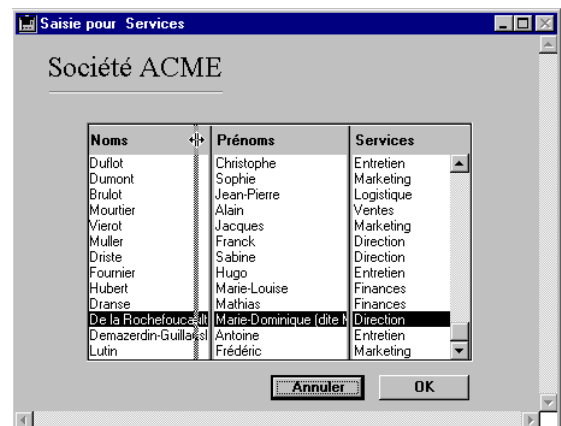 Saisie pour Services
Société ACME
Noms Prénoms Services
Duflot Christophe Entretien
Dumont Sophie Marketing
Brulot Jean-Pierre Logistique
Mourtier Alain Ventes
Vierot Jacques Marketing
Muller Franck Direction
Driste Sabine Direction
Fournier Hugo Entretien
Hubert Marie-Louise Finances
Dranse Mathias Finances
De la Rochefoucault Marie-Dominique (dite M Direction
Demazerdin-Guillausl Antoine Entretien
Lutin Frédéric Marketing
Annuler OK